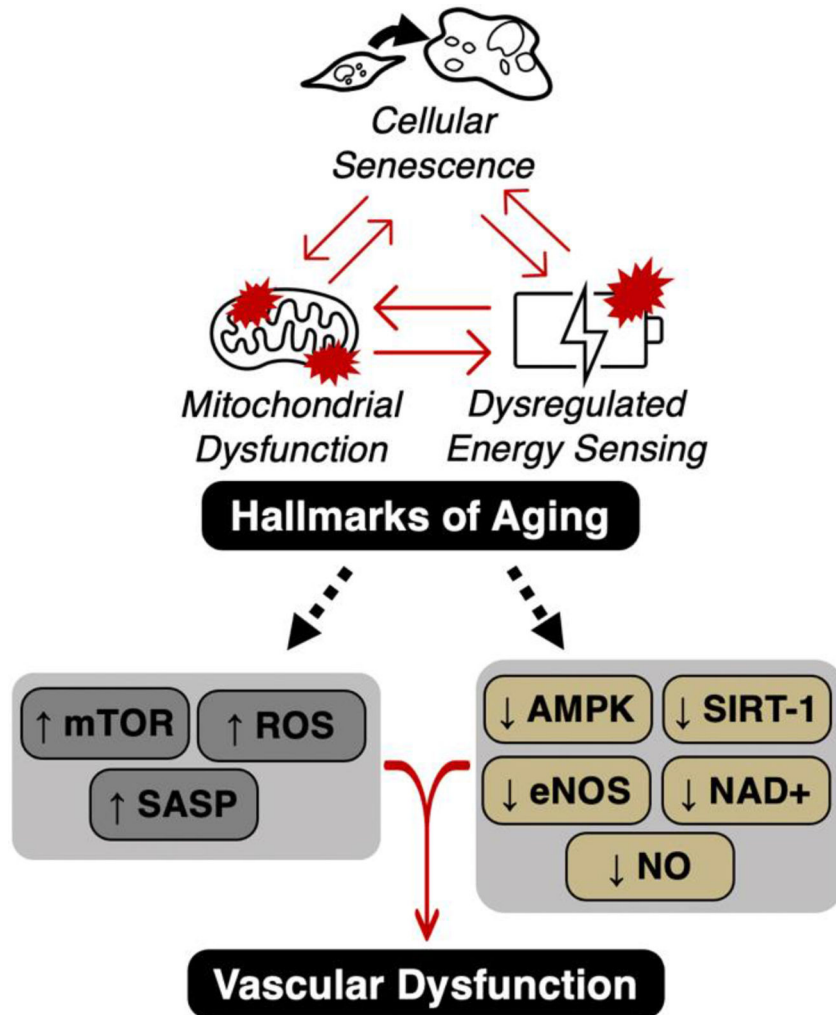 Cellular
Senescence
Mitochondrial
Dysfunction
Dysregulated
Energy Sensing
Hallmarks of Aging
↑ mTOR
↑ ROS
↑ SASP
↓ AMPK
↓ SIRT-1
↓ eNOS
↓ NAD+
↓ NO
Vascular Dysfunction